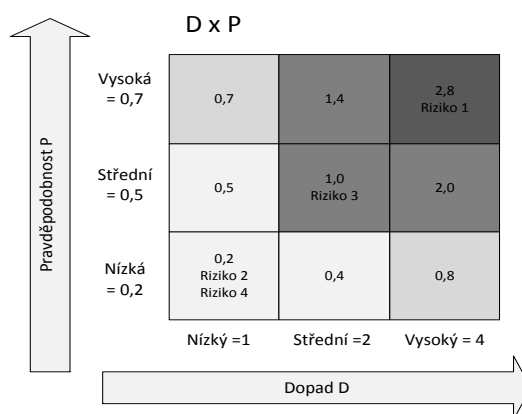 D x P
Pravděpodobnost P
Vysoká
= 0,7
0,7
1,4
2,8
Riziko 1
Střední
= 0,5
0,5
1,0
Riziko 3
2,0
Nízká
= 0,2
0,2
Riziko 2
Riziko 4
0,4
0,8
Nízký =1
Střední =2
Vysoký = 4
Dopad D